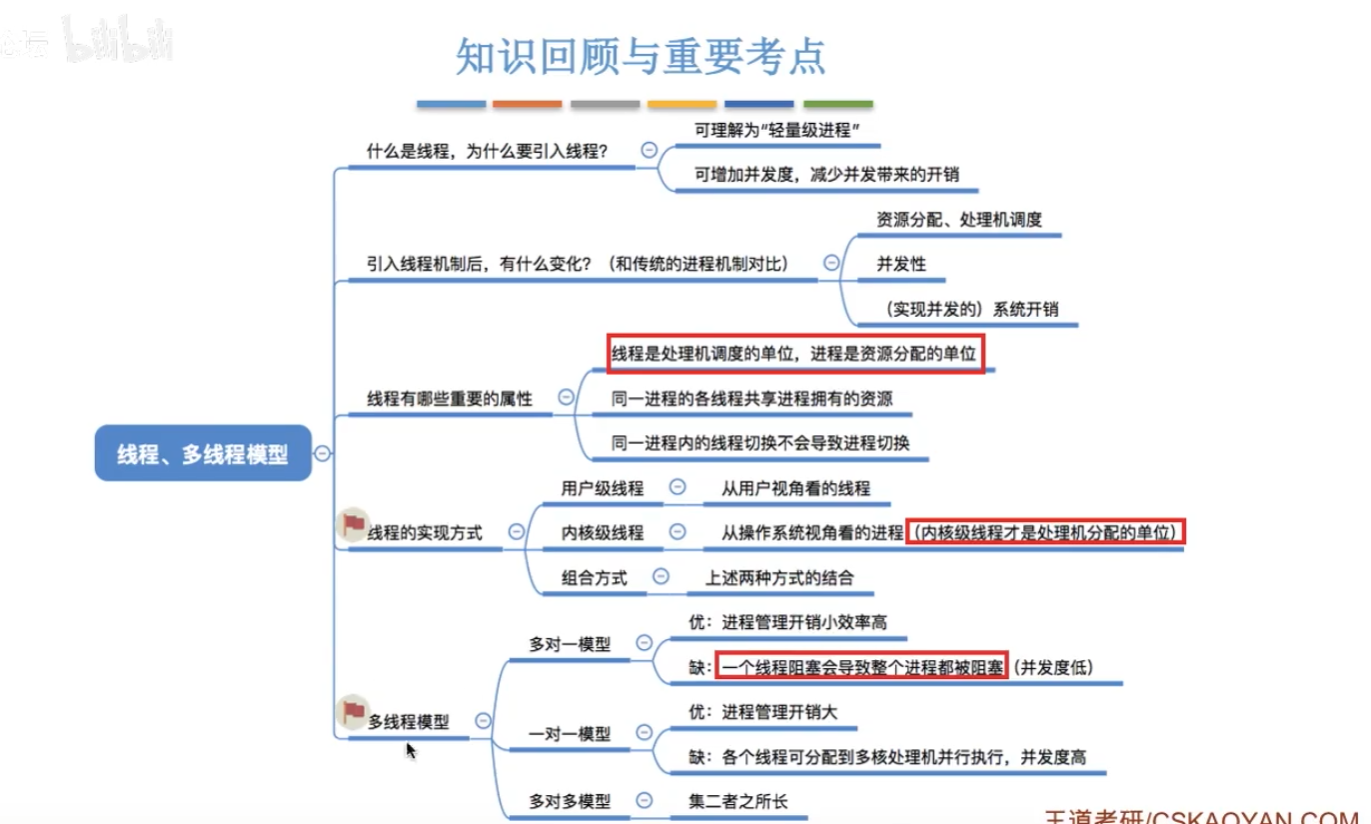 bilibili
知识回顾与重要考点
什么是线程，为什么要引入线程？
可理解为“轻量级进程”
可增加并发度，减少并发带来的开销
引入线程机制后，有什么变化？（和传统的进程机制对比）
资源分配、处理机调度
并发性
（实现并发的）系统开销
线程有哪些重要的属性
线程是处理机调度的单位，进程是资源分配的单位
同一进程的各线程共享进程拥有的资源
同一进程内的线程切换不会导致进程切换
线程、多线程模型
线程的实现方式
用户级线程
从用户视角看的线程
内核级线程
从操作系统视角看的进程（内核级线程才是处理机分配的单位）
组合方式
上述两种方式的结合
多线程模型
多对一模型
优：进程管理开销小效率高
缺：一个线程阻塞会导致整个进程都被阻塞（并发度低）
一对一模型
优：进程管理开销大
缺：各个线程可分配到多核处理机并行执行，并发度高
多对多模型
集二者之所长
王道考研/CSKAOYAN.COM